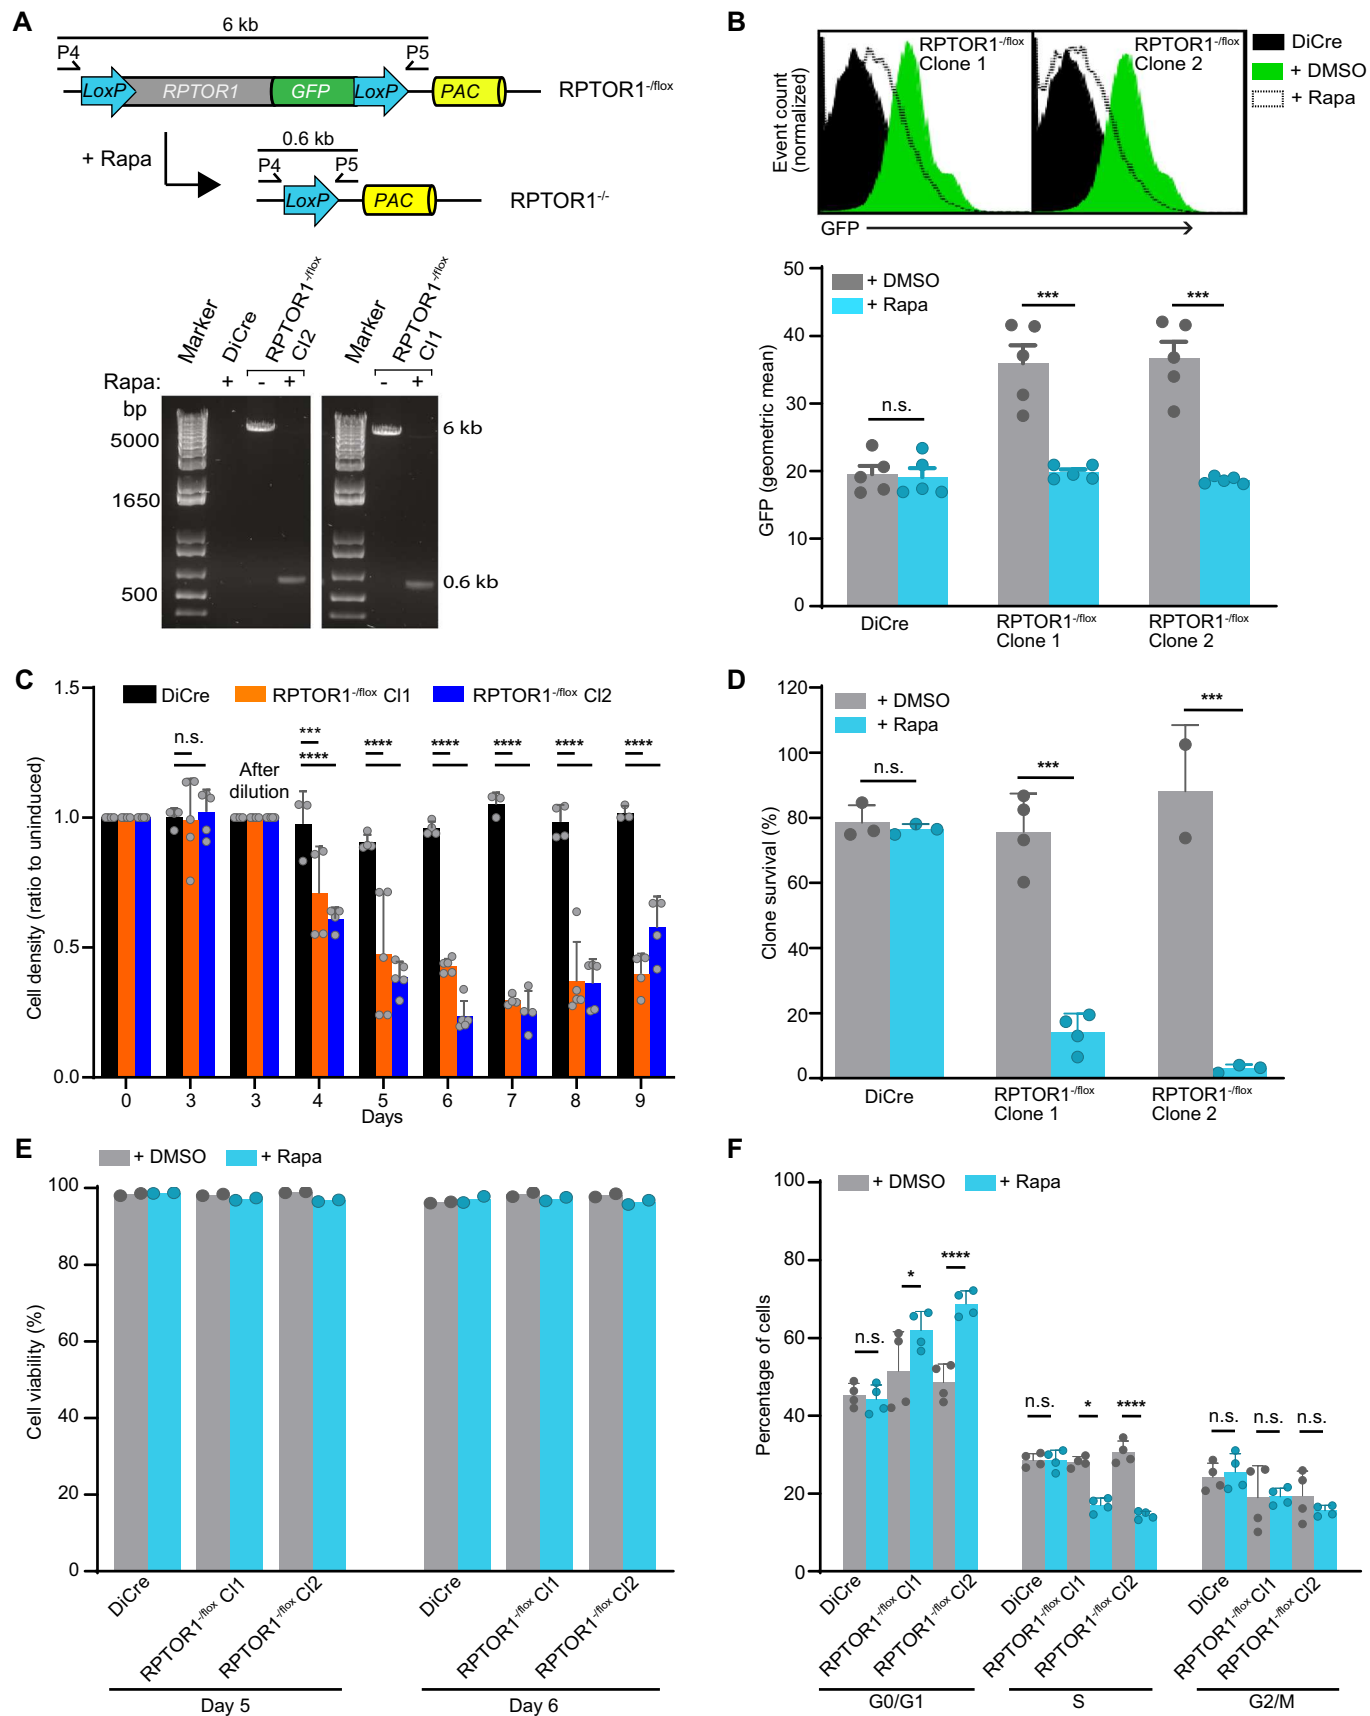 A
6 kb
P4
P5
LoxP
RPTOR1
GFP
LoxP
PAC
RPTOR1-/flox
+ Rapa
0.6 kb
P4
P5
LoxP
PAC
RPTOR1-/-
Marker
DiCre
RPTOR1-/flox
Cl2
Marker
RPTOR1-/flox
Cl1
Rapa:
+
-
+
-
+
bp
5000
1650
500
6 kb
0.6 kb
B
Event count
(normalized)
RPTOR1-/flox
Clone 1
RPTOR1-/flox
Clone 2
DiCre
+ DMSO
+ Rapa
GFP
+ DMSO
+ Rapa
GFP (geometric mean)
50
40
30
20
10
0
n.s.
***
***
DiCre
RPTOR1-/flox
Clone 1
RPTOR1-/flox
Clone 2
C
DiCre
RPTOR1-/flox Cl1
RPTOR1-/flox Cl2
Cell density (ratio to uninduced)
1.5
1.0
0.5
0.0
n.s.
After
dilution
***
****
****
****
****
****
****
0
3
3
4
5
6
7
8
9
Days
D
+ DMSO
+ Rapa
Clone survival (%)
120
100
80
60
40
20
0
n.s.
***
***
DiCre
RPTOR1-/flox
Clone 1
RPTOR1-/flox
Clone 2
E
+ DMSO
+ Rapa
Cell viability (%)
100
80
60
40
20
0
DiCre
RPTOR1-/flox Cl1
RPTOR1-/flox Cl2
DiCre
RPTOR1-/flox Cl1
RPTOR1-/flox Cl2
Day 5
Day 6
F
+ DMSO
+ Rapa
Percentage of cells
100
80
60
40
20
0
n.s.
*
****
n.s.
*
****
n.s.
n.s.
n.s.
DiCre
RPTOR1-/flox Cl1
RPTOR1-/flox Cl2
DiCre
RPTOR1-/flox Cl1
RPTOR1-/flox Cl2
DiCre
RPTOR1-/flox Cl1
RPTOR1-/flox Cl2
G0/G1
S
G2/M